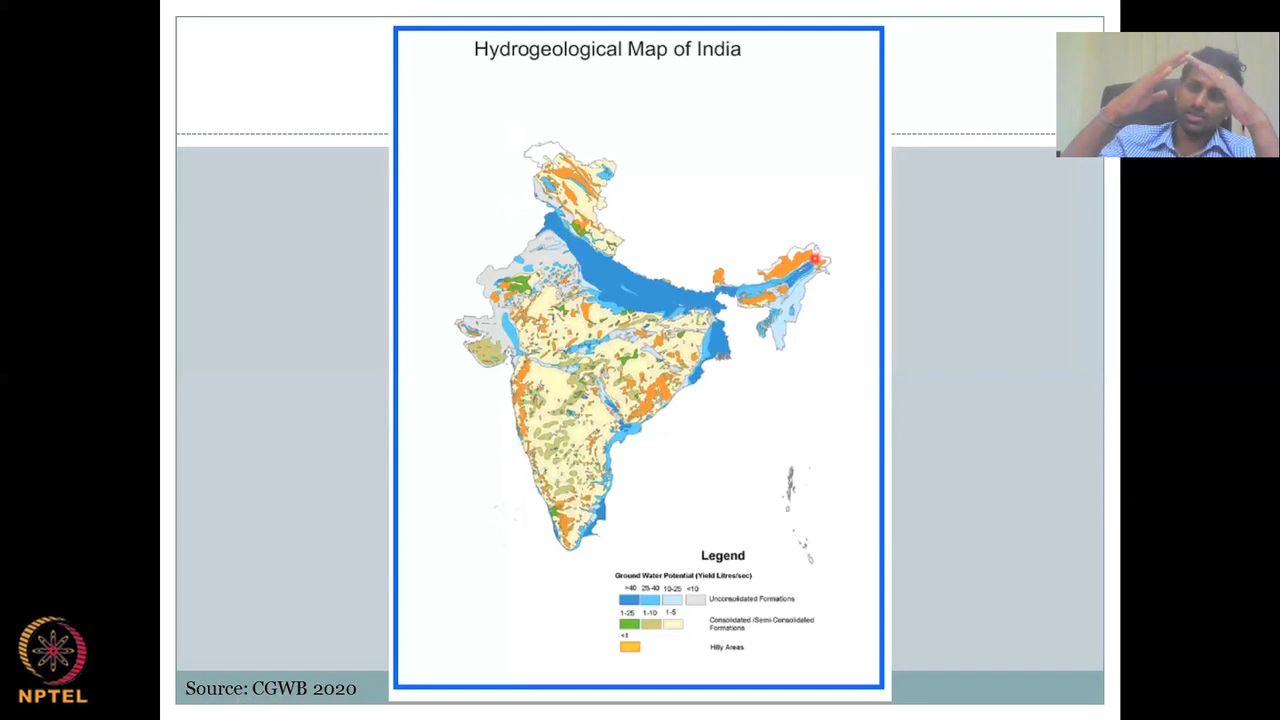 Hydrogeological Map of India
Legend
Ground Water Potential (Yield Litres/sec)
>40 25-40 10-25 <10
Unconsolidated Formations
1-25 1-10 1-5
Consolidated /Semi-Consolidated
Formations
<1
Hilly Areas
Source: CGWB 2020
NPTEL